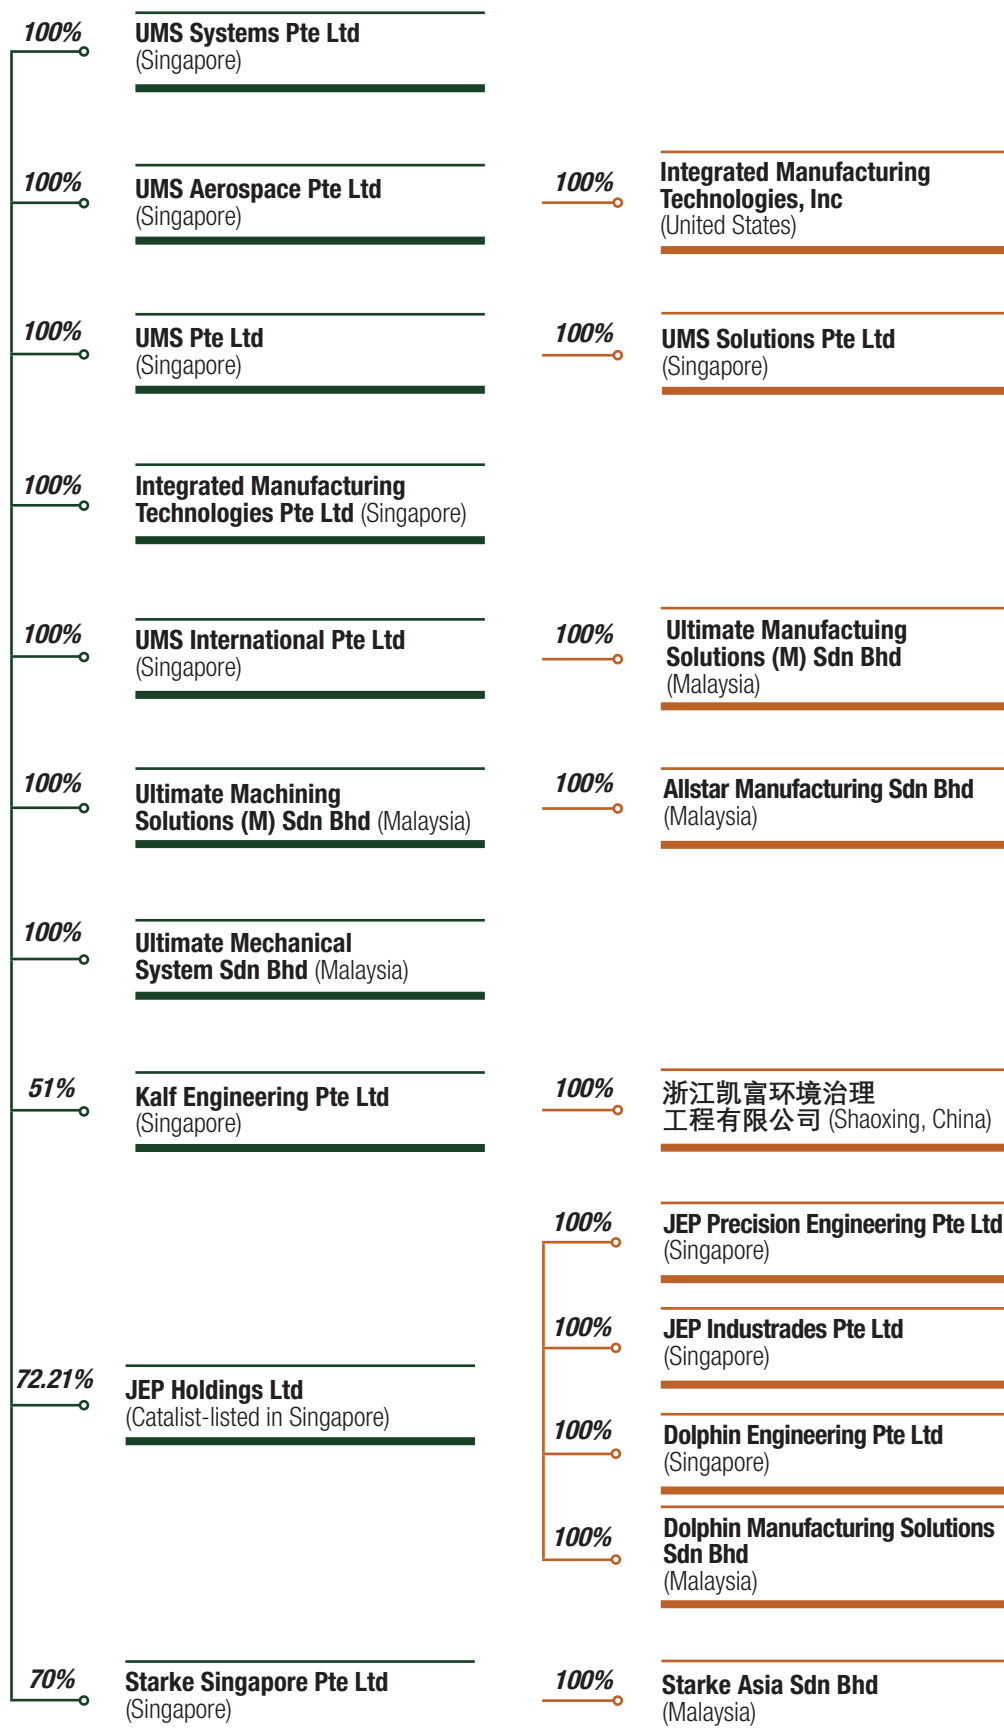 100%
UMS Systems Pte Ltd
(Singapore)
100%
UMS Aerospace Pte Ltd
(Singapore)
100%
Integrated Manufacturing
Technologies, Inc
(United States)
100%
UMS Pte Ltd
(Singapore)
100%
UMS Solutions Pte Ltd
(Singapore)
100%
Integrated Manufacturing
Technologies Pte Ltd (Singapore)
100%
UMS International Pte Ltd
(Singapore)
100%
Ultimate Manufactuing
Solutions (M) Sdn Bhd
(Malaysia)
100%
Ultimate Machining
Solutions (M) Sdn Bhd (Malaysia)
100%
Allstar Manufacturing Sdn Bhd
(Malaysia)
100%
Ultimate Mechanical
System Sdn Bhd (Malaysia)
51%
Kalf Engineering Pte Ltd
(Singapore)
100%
浙江凯富环境治理
工程有限公司 (Shaoxing, China)
72.21%
JEP Holdings Ltd
(Catalist-listed in Singapore)
100%
JEP Precision Engineering Pte Ltd
(Singapore)
100%
JEP Industrades Pte Ltd
(Singapore)
100%
Dolphin Engineering Pte Ltd
(Singapore)
100%
Dolphin Manufacturing Solutions
Sdn Bhd
(Malaysia)
70%
Starke Singapore Pte Ltd
(Singapore)
100%
Starke Asia Sdn Bhd
(Malaysia)